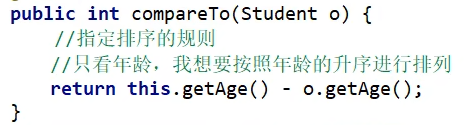 public int compareTo(Student o) {
//指定排序的规则
//只看年龄，我想要按照年龄的升序进行排列
return this.getAge() - o.getAge();
}